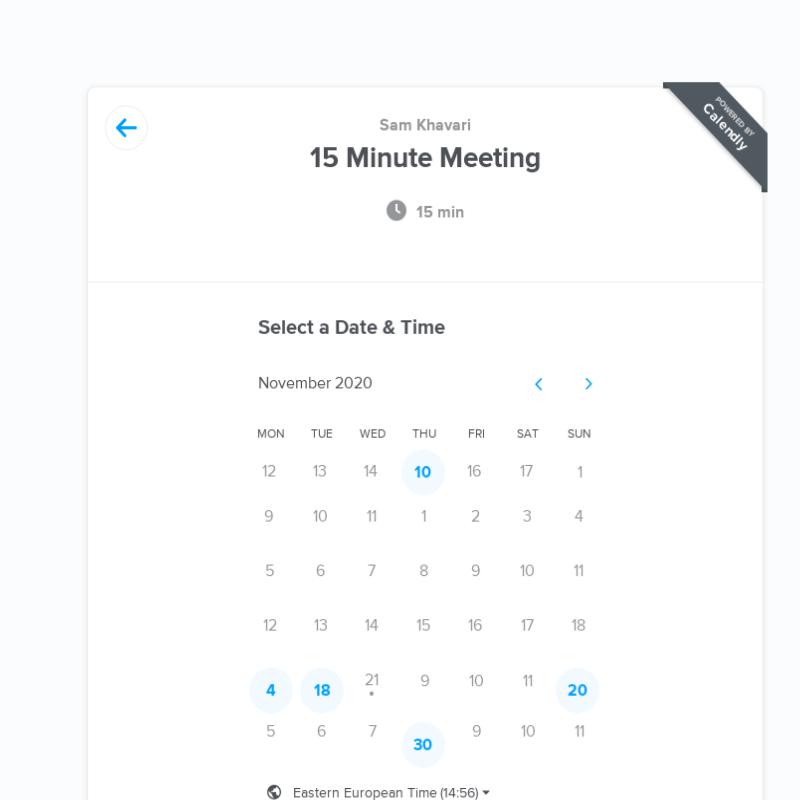 POWERED BY
Calendly
Sam Khavari
15 Minute Meeting
15 min
Select a Date & Time
November 2020
MON TUE WED THU FRI SAT SUN
12 13 14 10 16 17 1
9 10 11 1 2 3 4
5 6 7 8 9 10 11
12 13 14 15 16 17 18
4 18 21 9 10 11 20
5 6 7 30 9 10 11
Eastern European Time (14:56)